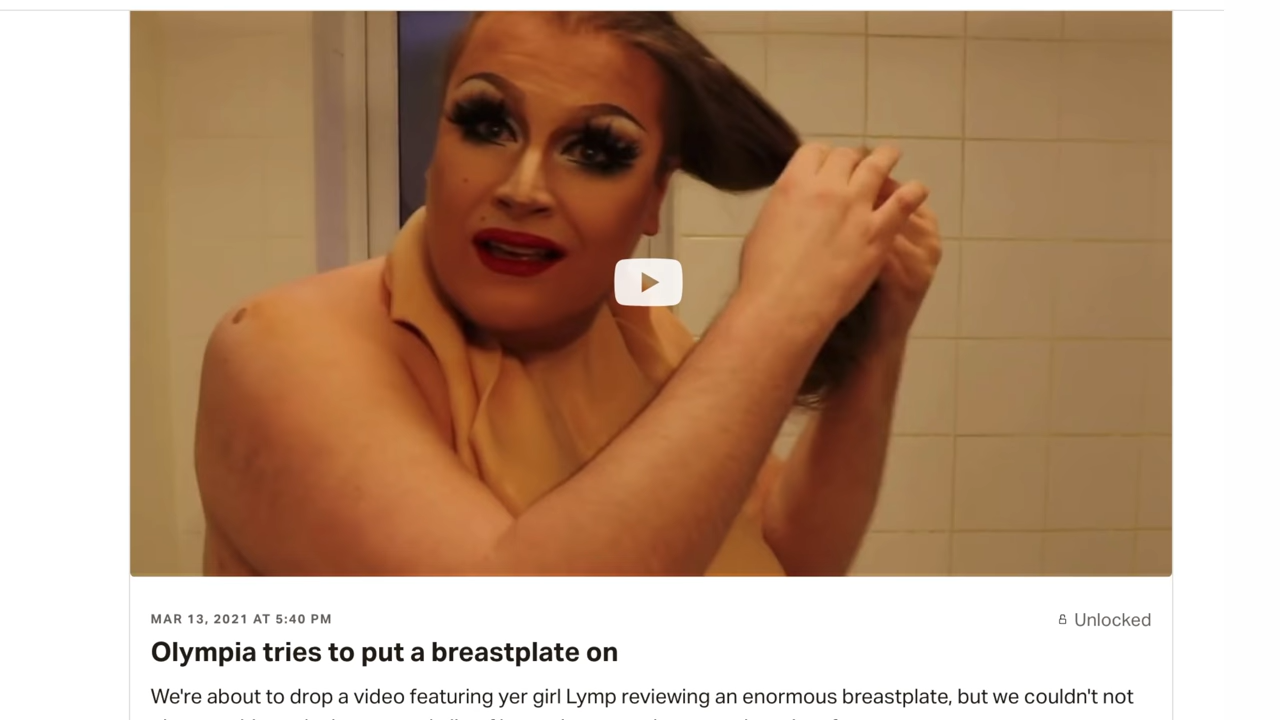 MAR 13, 2021 AT 5:40 PM
Unlocked
Olympia tries to put a breastplate on
We're about to drop a video featuring yer girl Lymp reviewing an enormous breastplate, but we couldn't not